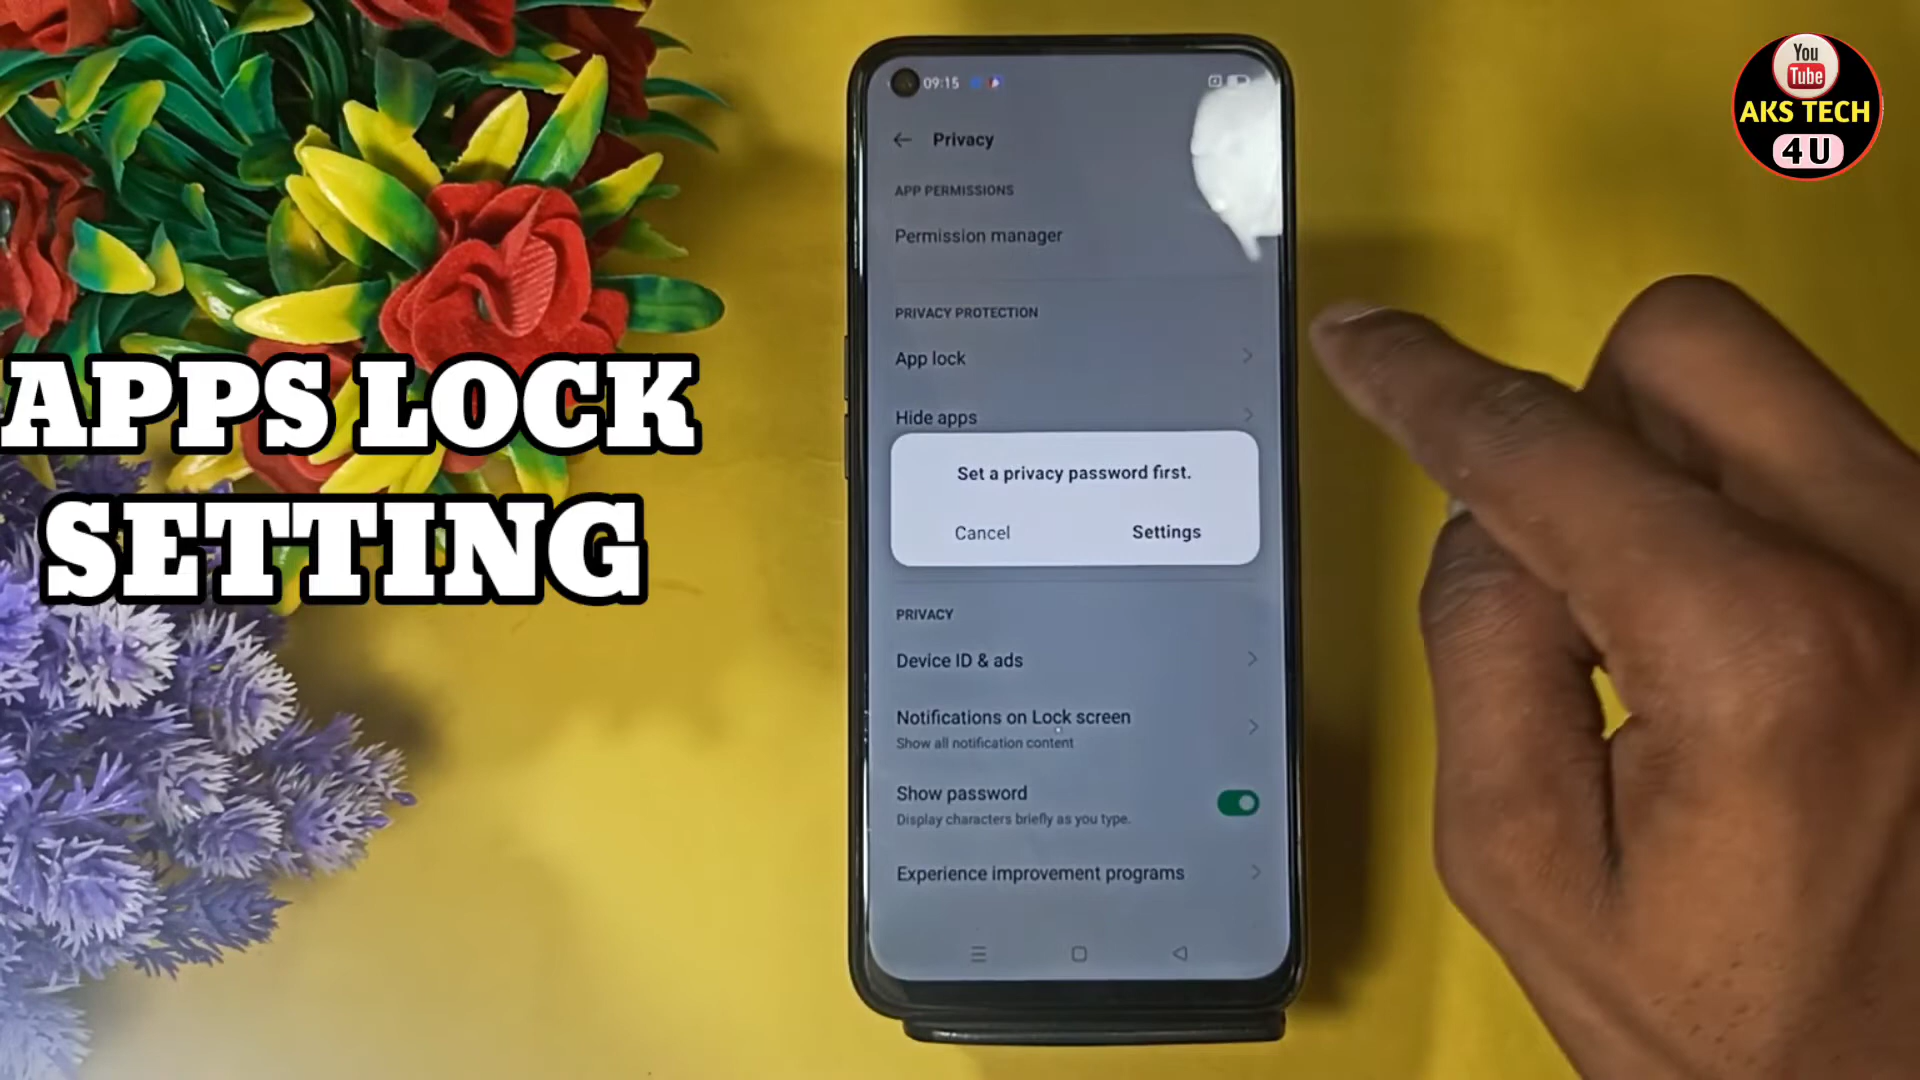 You
Tube
AKS TECH
4U
APPS LOCK
SETTING
09:15
Privacy
APP PERMISSIONS
Permission manager
PRIVACY PROTECTION
App lock
Hide apps
Set a privacy password first.
Cancel
Settings
PRIVACY
Device ID & ads
Notifications on Lock screen
Show all notification content
Show password
Display characters briefly as you type.
Experience improvement programs